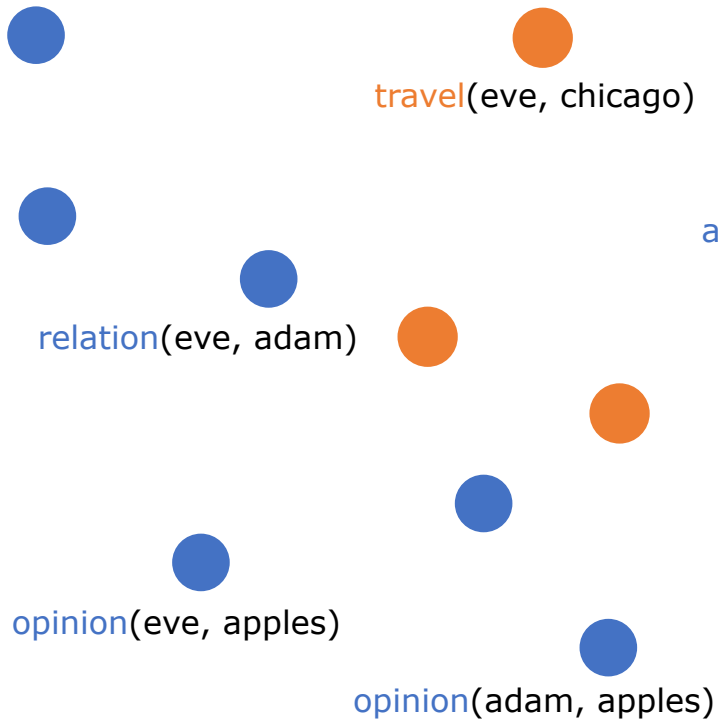 travel(eve, chicago)
a
relation(eve, adam)
opinion(eve, apples)
opinion(adam, apples)